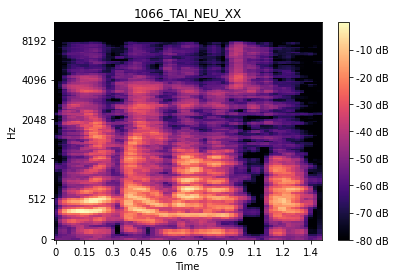 1066_TAI_NEU_XX
8192
4096
2048
1024
512
0
Hz
0 0.15 0.3 0.45 0.6 0.75 0.9 1.1 1.2 1.4
Time
-10 dB
-20 dB
-30 dB
-40 dB
-50 dB
-60 dB
-70 dB
-80 dB